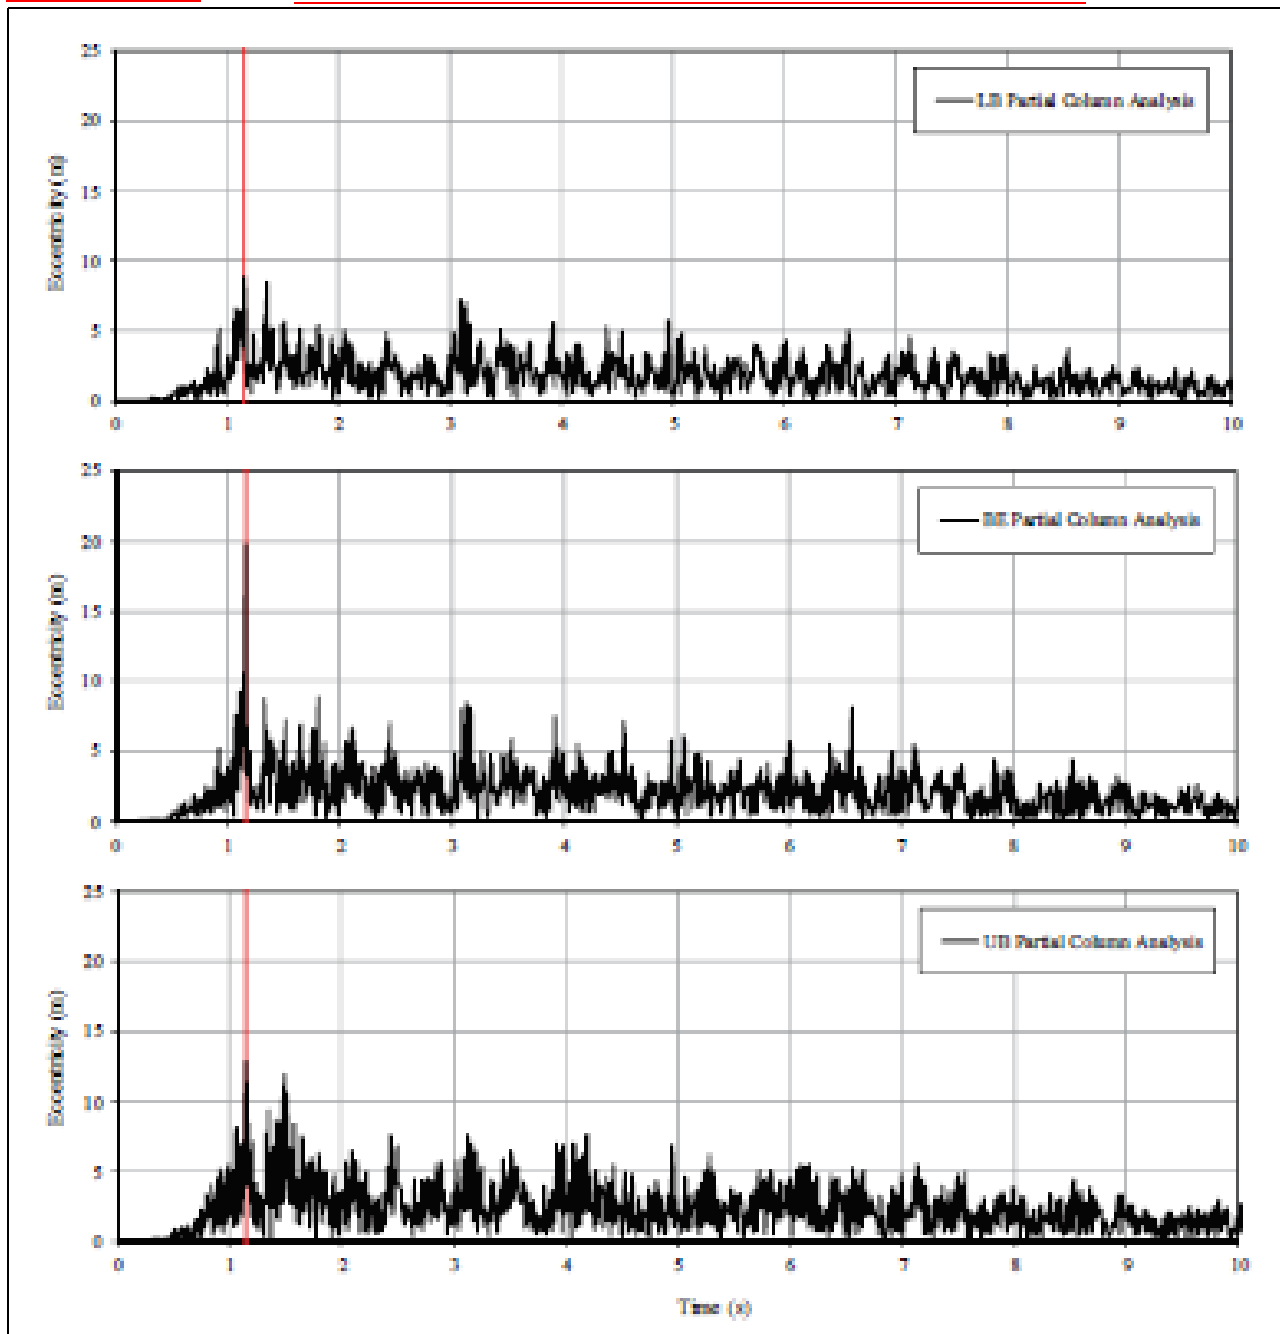 25
LB Partial Column Analysis
20
15
Eccentricity (m)
10
5
0
0 1 2 3 4 5 6 7 8 9 10
25
BE Partial Column Analysis
20
15
Eccentricity (m)
10
5
0
0 1 2 3 4 5 6 7 8 9 10
25
UB Partial Column Analysis
20
15
Eccentricity (m)
10
5
0
0 1 2 3 4 5 6 7 8 9 10
Time (s)